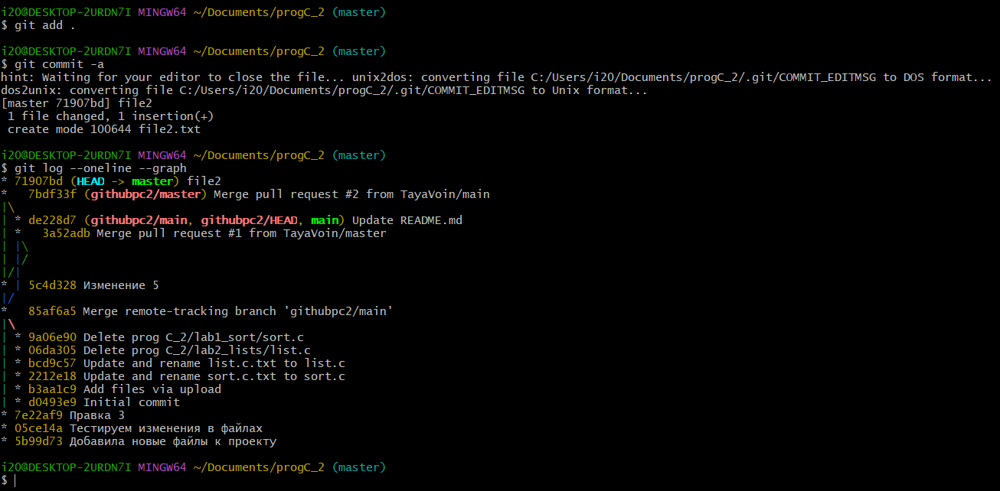 i20@DESKTOP-2URDN7I MINGW64 ~/Documents/progC_2 (master)
$ git add .
i20@DESKTOP-2URDN7I MINGW64 ~/Documents/progC_2 (master)
$ git commit -a
hint: Waiting for your editor to close the file... unix2dos: converting file C:/Users/i20/Documents/progC_2/.git/COMMIT_EDITMSG to DOS format...
dos2unix: converting file C:/Users/i20/Documents/progC_2/.git/COMMIT_EDITMSG to Unix format...
[master 71907bd] file2
 1 file changed, 1 insertion(+)
 create mode 100644 file2.txt
i20@DESKTOP-2URDN7I MINGW64 ~/Documents/progC_2 (master)
$ git log --oneline --graph
* 71907bd (HEAD -> master) file2
*   7bdf33f (githubpc2/master) Merge pull request #2 from TayaVoin/main
|\
| * de228d7 (githubpc2/main, githubpc2/HEAD, main) Update README.md
| *   3a52adb Merge pull request #1 from TayaVoin/master
| |\
| |/
|/|
* | 5c4d328 Изменение 5
|/
*   85af6a5 Merge remote-tracking branch 'githubpc2/main'
|\
| * 9a06e90 Delete prog C_2/lab1_sort/sort.c
| * 06da305 Delete prog C_2/lab2_lists/list.c
| * bcd9c57 Update and rename list.c.txt to list.c
| * 2212e18 Update and rename sort.c.txt to sort.c
| * b3aa1c9 Add files via upload
| * d0493e9 Initial commit
* 7e22af9 Правка 3
* 05ce14a Тестируем изменения в файлах
* 5b99d73 Добавила новые файлы к проекту
i20@DESKTOP-2URDN7I MINGW64 ~/Documents/progC_2 (master)
$